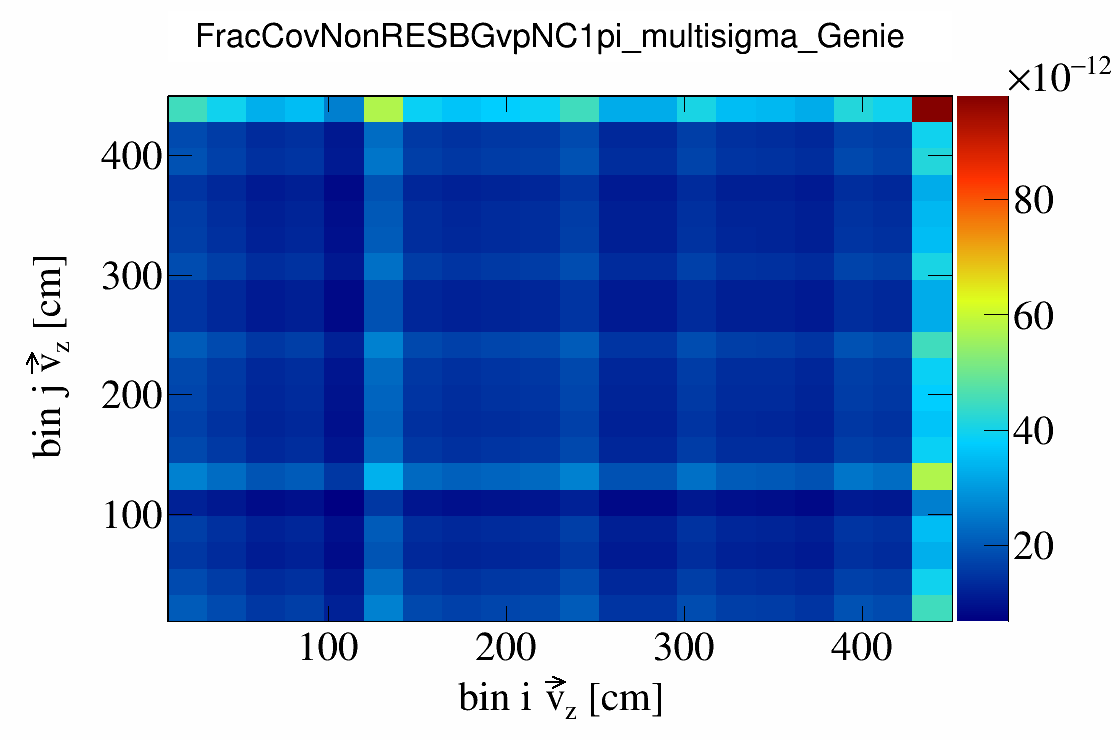 FracCovNonRESBGvpNC1pi_multisigma_Genie
×10⁻¹²
400
300
200
100
bin j v⃗_z [cm]
80
60
40
20
100 200 300 400
bin i v⃗_z [cm]